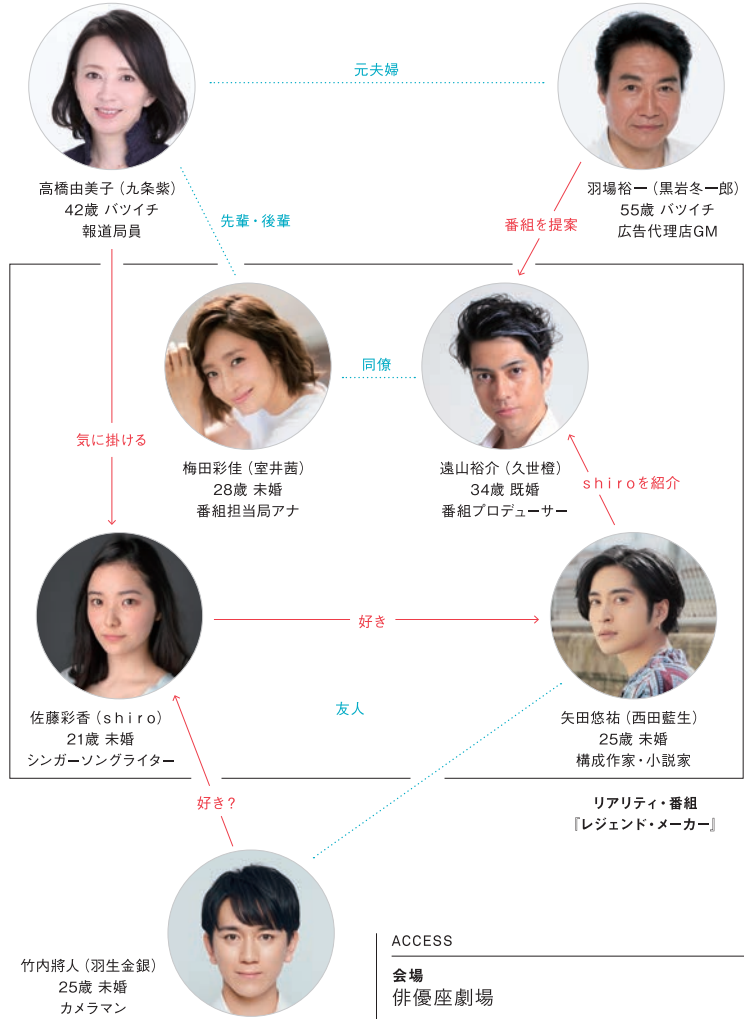 元夫婦
高橋由美子（九条紫）
42歳 バツイチ
報道局員
羽場裕一（黒岩冬一郎）
55歳 バツイチ
広告代理店GM
先輩・後輩
番組を提案
同僚
気に掛ける
梅田彩佳（室井茜）
28歳 未婚
番組担当局アナ
遠山裕介（久世橙）
34歳 既婚
番組プロデューサー
shiroを紹介
好き
佐藤彩香（shiro）
21歳 未婚
シンガーソングライター
友人
矢田悠祐（西田藍生）
25歳 未婚
構成作家・小説家
好き？
リアリティ・番組
『レジェンド・メーカー』
竹内將人（羽生金銀）
25歳 未婚
カメラマン
ACCESS
会場
俳優座劇場